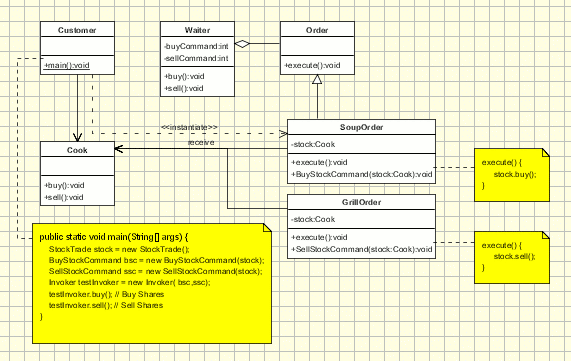 Customer
+main():void
Waiter
-buyCommand:int
-sellCommand:int
+buy():void
+sell():void
Order
+execute():void
<<instantiate>>
receive
Cook
+buy():void
+sell():void
SoupOrder
-stock:Cook
+execute():void
+BuyStockCommand(stock:Cook):void
execute() {
stock.buy();
}
GrillOrder
-stock:Cook
+execute():void
+SellStockCommand(stock:Cook):void
execute() {
stock.sell();
}
public static void main(String[] args) {
StockTrade stock = new StockTrade();
BuyStockCommand bsc = new BuyStockCommand(stock);
SellStockCommand ssc = new SellStockCommand(stock);
Invoker testInvoker = new Invoker( bsc,ssc);
testInvoker.buy(); // Buy Shares
testInvoker.sell(); // Sell Shares
}